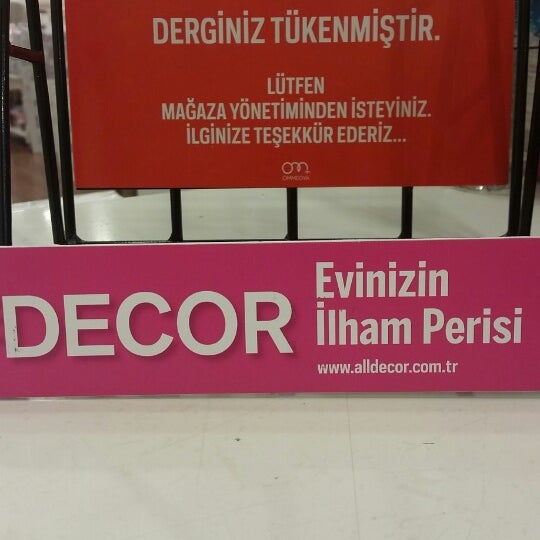 DERGİNİZ TÜKENMİŞTİR.
LÜTFEN
MAĞAZA YÖNETİMİNDEN İSTEYİNİZ.
İLGİNİZE TEŞEKKÜR EDERİZ...
OMMEDYA
DECOR
Evinizin
İlham Perisi
www.alldecor.com.tr